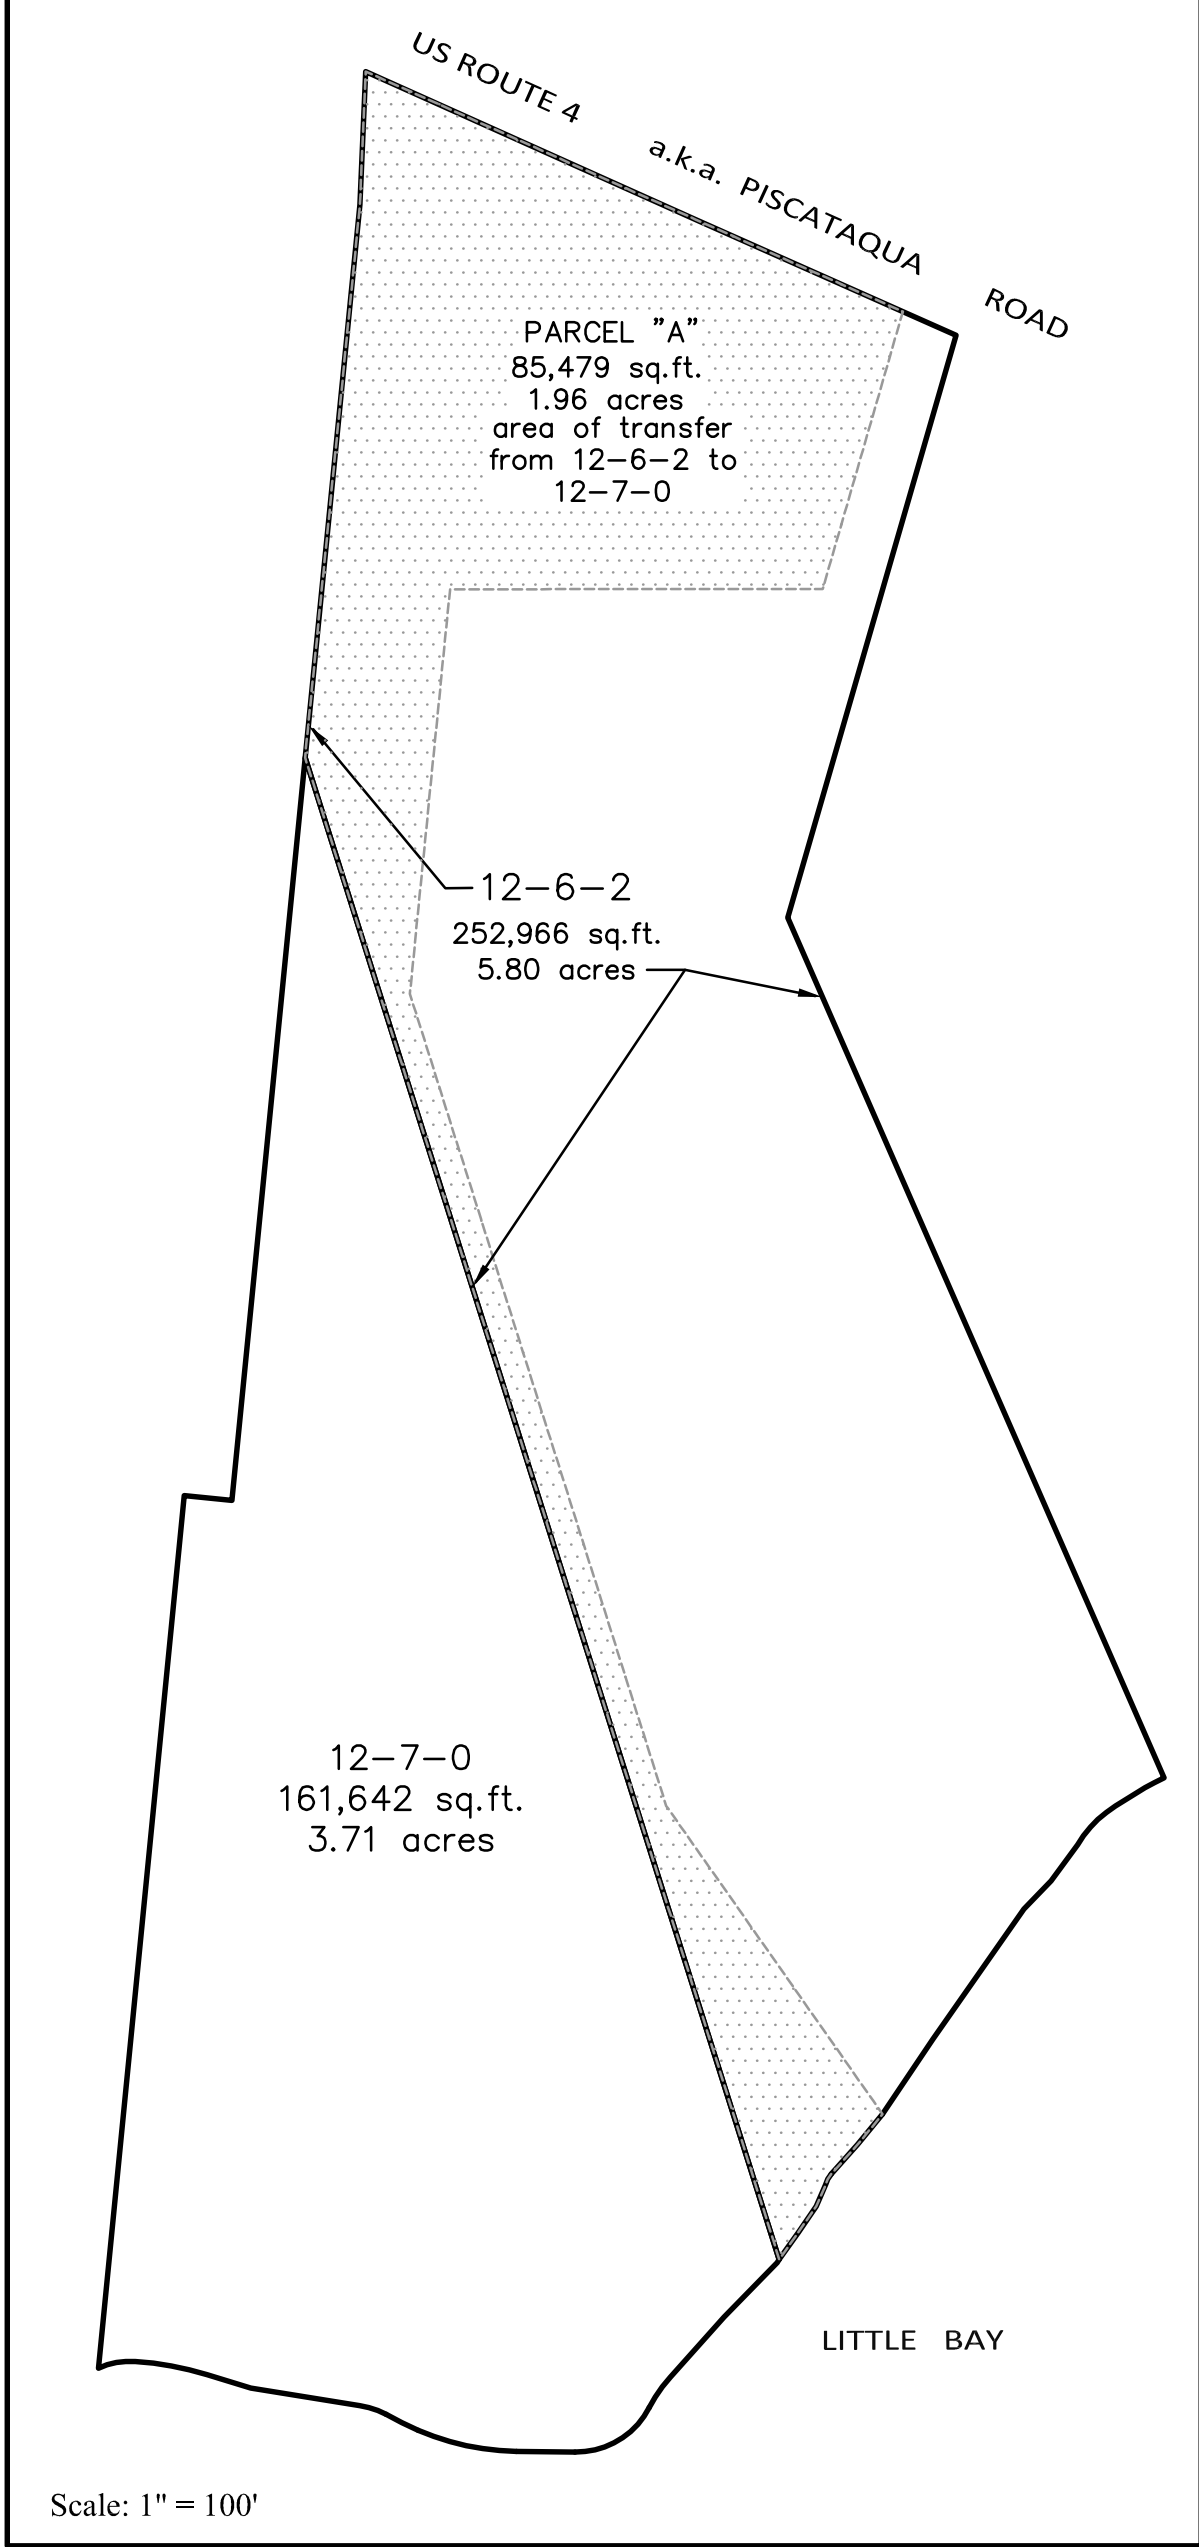 US ROUTE 4 a.k.a. PISCATAQUA ROAD
PARCEL "A"
85,479 sq.ft.
1.96 acres
area of transfer
from 12-6-2 to
12-7-0
12-6-2
252,966 sq.ft.
5.80 acres
12-7-0
161,642 sq.ft.
3.71 acres
LITTLE BAY
Scale: 1" = 100'